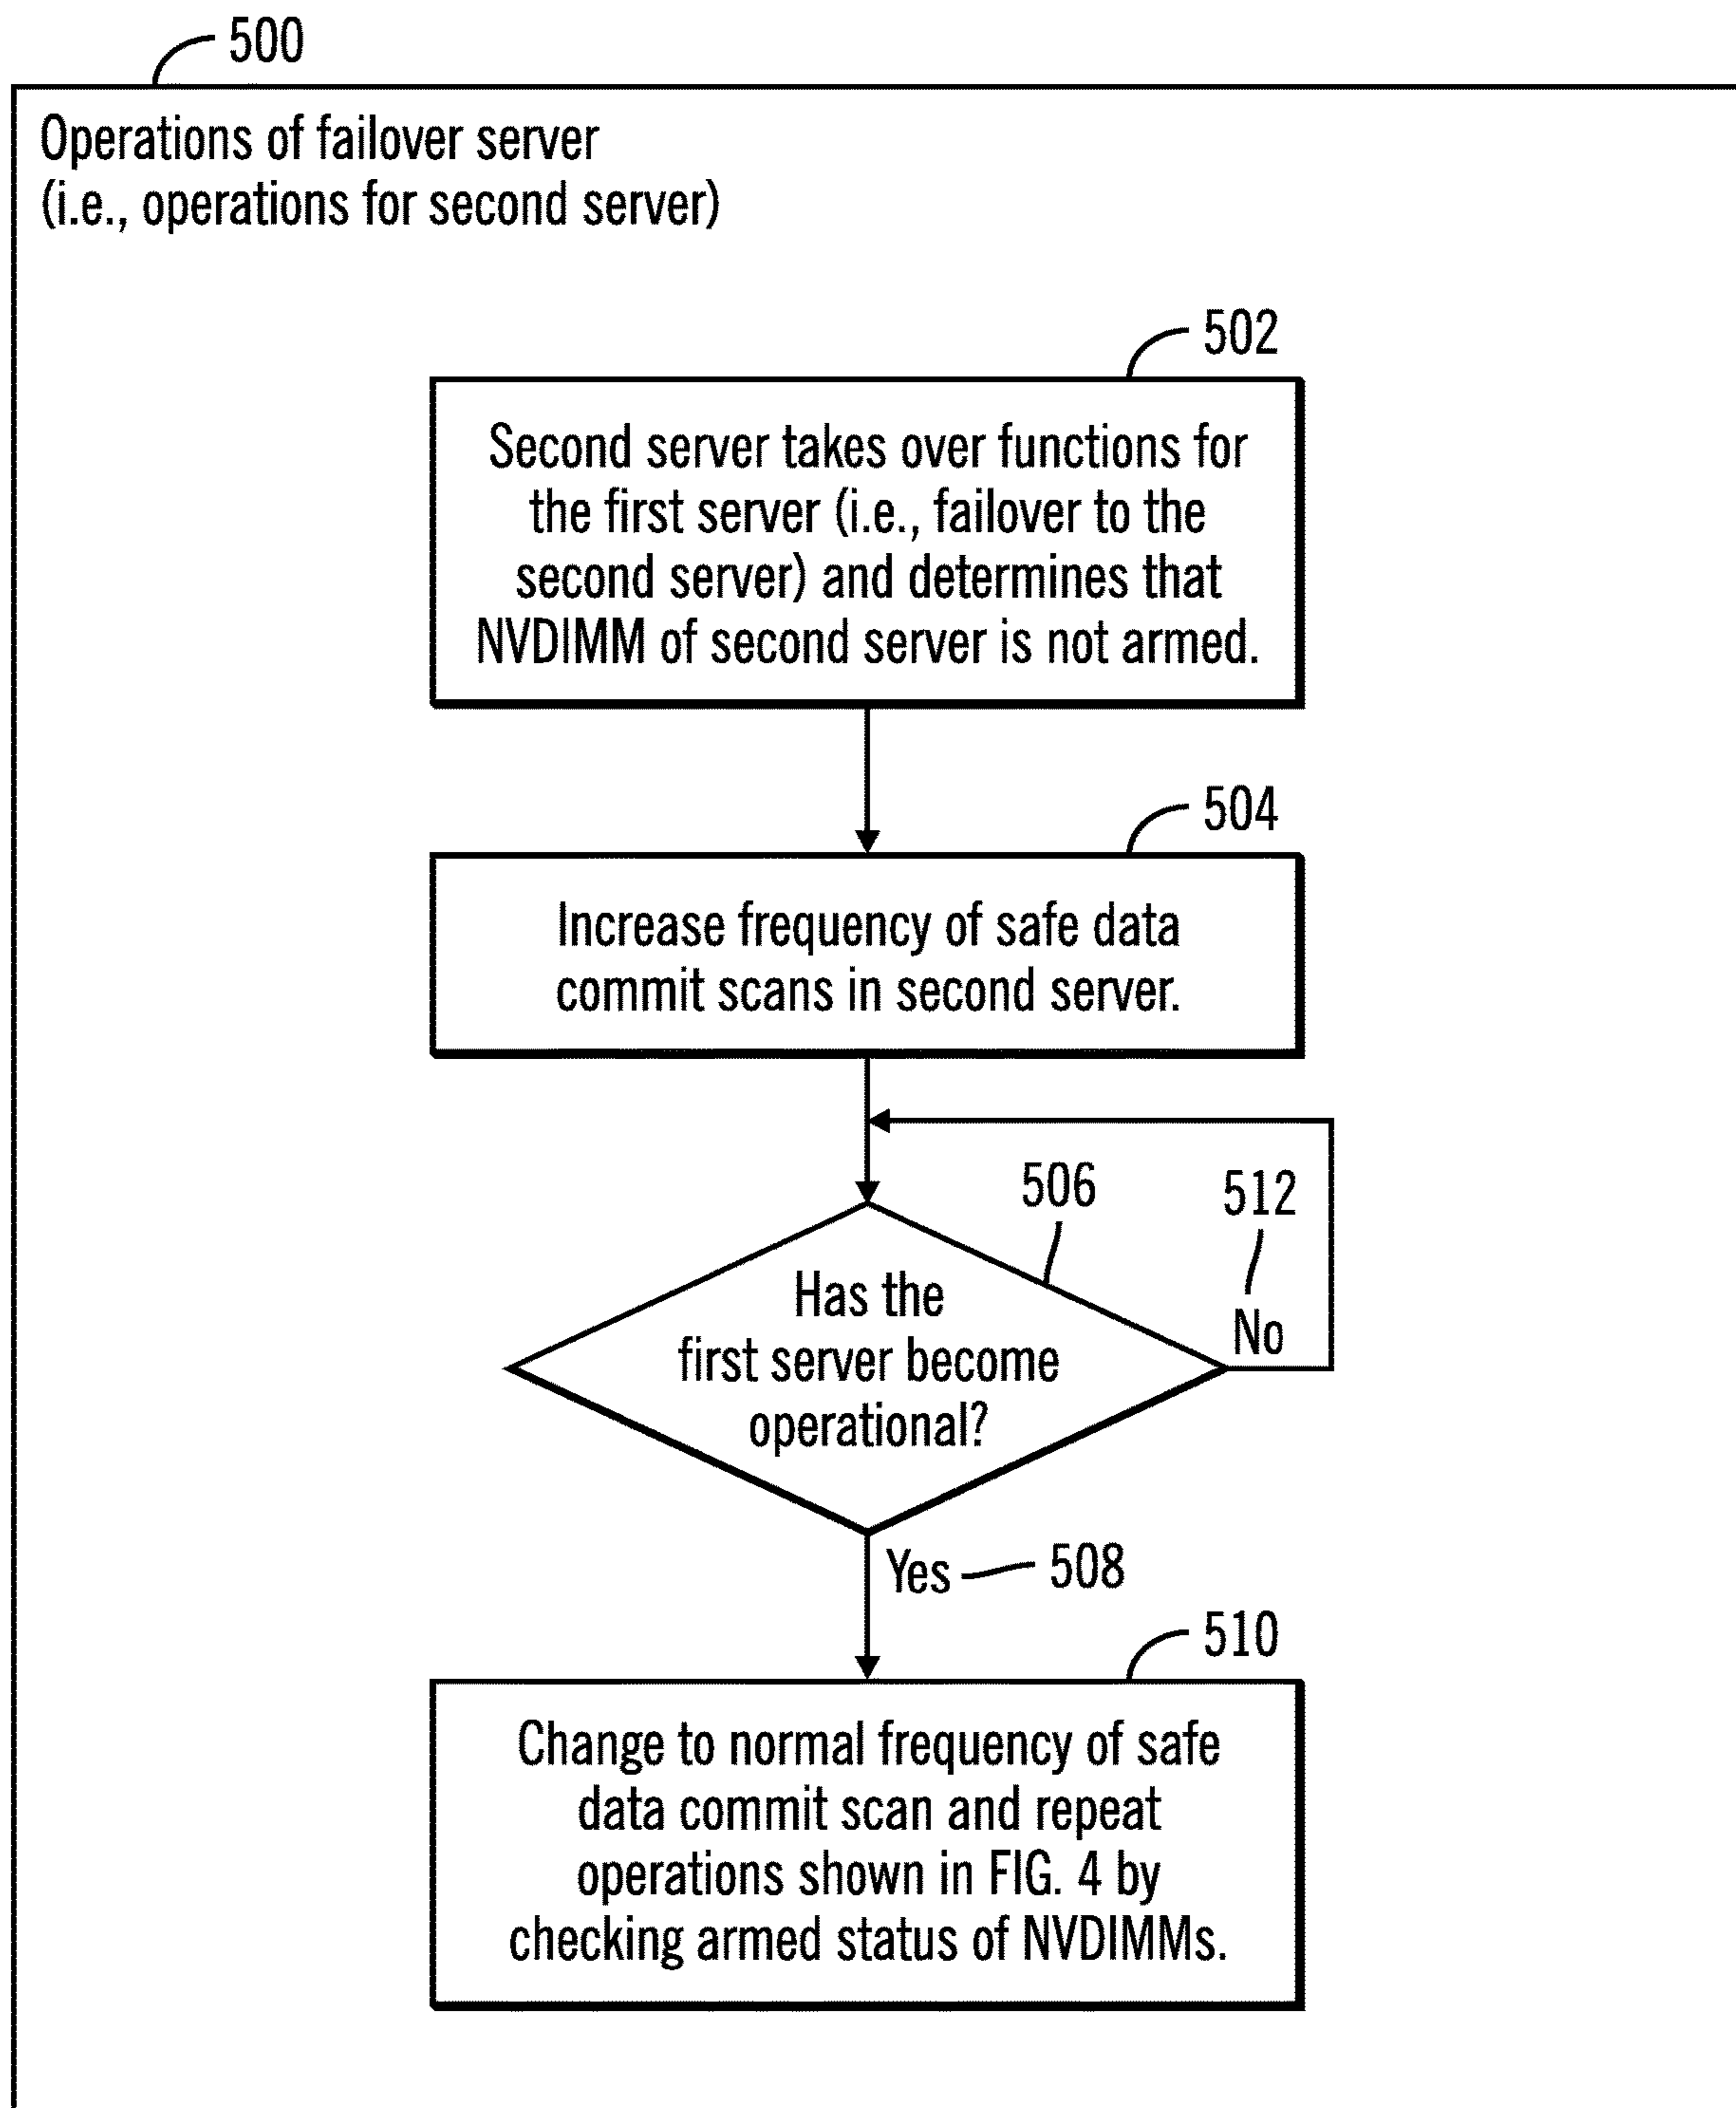 500
Operations of failover server
(i.e., operations for second server)
502
Second server takes over functions for
the first server (i.e., failover to the
second server) and determines that
NVDIMM of second server is not armed.
504
Increase frequency of safe data
commit scans in second server.
506
512
Has the
first server become
operational?
No
Yes
508
510
Change to normal frequency of safe
data commit scan and repeat
operations shown in FIG. 4 by
checking armed status of NVDIMMs.